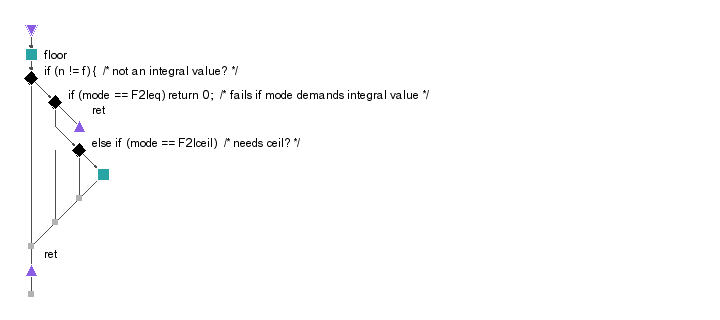 floor
if (n != f) {  /* not an integral value? */
if (mode == F2Ieq) return 0;  /* fails if mode demands integral value */
ret
else if (mode == F2Iceil)  /* needs ceil? */
ret